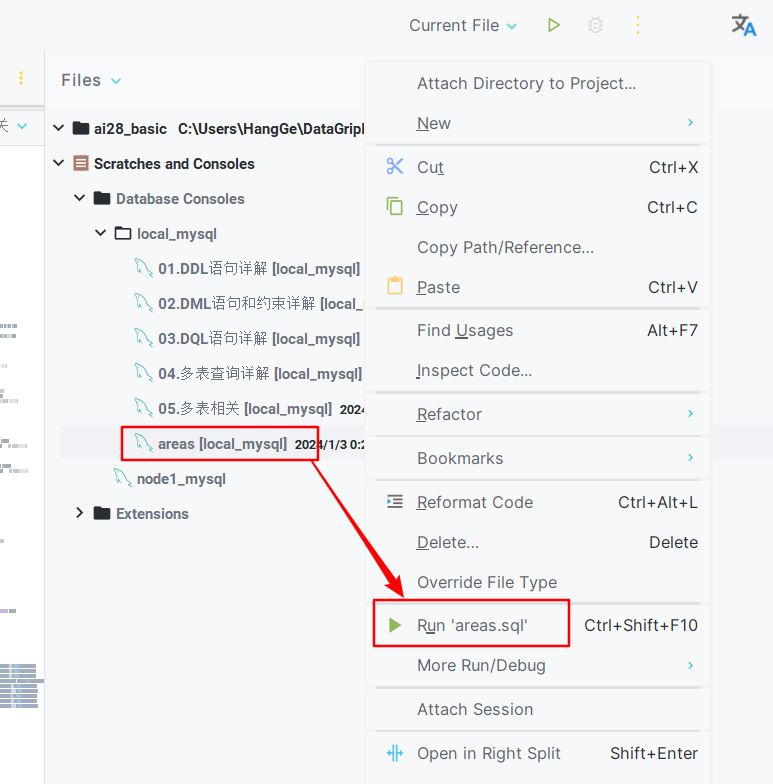 Current File
文A
Files
关
ai28_basic C:\Users\HangGe\DataGrip
Scratches and Consoles
Database Consoles
local_mysql
01.DDL语句详解 [local_mysql]
02.DML语句和约束详解 [local_
03.DQL语句详解 [local_mysql]
04.多表查询详解 [local_mysql]
05.多表相关 [local_mysql] 2024
areas [local_mysql] 2024/1/3 0:2
node1_mysql
Extensions
Attach Directory to Project...
New
Cut Ctrl+X
Copy Ctrl+C
Copy Path/Reference...
Paste Ctrl+V
Find Usages Alt+F7
Inspect Code...
Refactor
Bookmarks
Reformat Code Ctrl+Alt+L
Delete... Delete
Override File Type
Run 'areas.sql' Ctrl+Shift+F10
More Run/Debug
Attach Session
Open in Right Split Shift+Enter